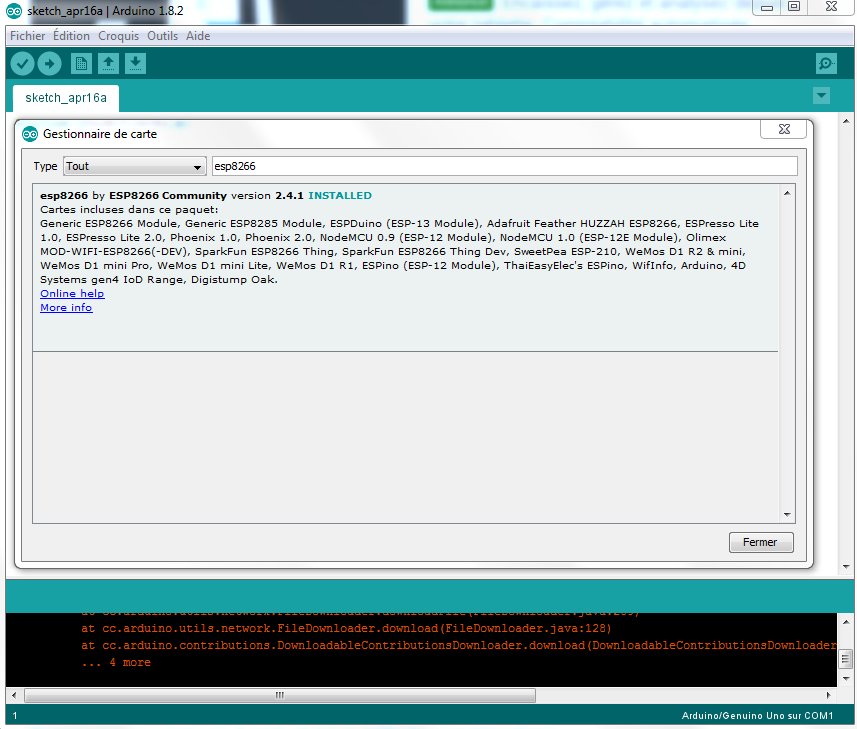 sketch_apr16a | Arduino 1.8.2
Fichier Édition Croquis Outils Aide
sketch_apr16a
Gestionnaire de carte
Type Tout esp8266
esp8266 by ESP8266 Community version 2.4.1 INSTALLED
Cartes incluses dans ce paquet:
Generic ESP8266 Module, Generic ESP8285 Module, ESPDuino (ESP-13 Module), Adafruit Feather HUZZAH ESP8266, ESPresso Lite
1.0, ESPresso Lite 2.0, Phoenix 1.0, Phoenix 2.0, NodeMCU 0.9 (ESP-12 Module), NodeMCU 1.0 (ESP-12E Module), Olimex
MOD-WIFI-ESP8266(-DEV), SparkFun ESP8266 Thing, SparkFun ESP8266 Thing Dev, SweetPea ESP-210, WeMos D1 R2 & mini,
WeMos D1 mini Pro, WeMos D1 mini Lite, WeMos D1 R1, ESPino (ESP-12 Module), ThaiEasyElec's ESPino, WifInfo, Arduino, 4D
Systems gen4 IoD Range, Digistump Oak.
Online help
More info
Fermer
at cc.arduino.utils.network.FileDownloader.download(FileDownloader.java:128)
at cc.arduino.contributions.DownloadableContributionsDownloader.download(DownloadableContributionsDownloader
... 4 more
1 Arduino/Genuino Uno sur COM1